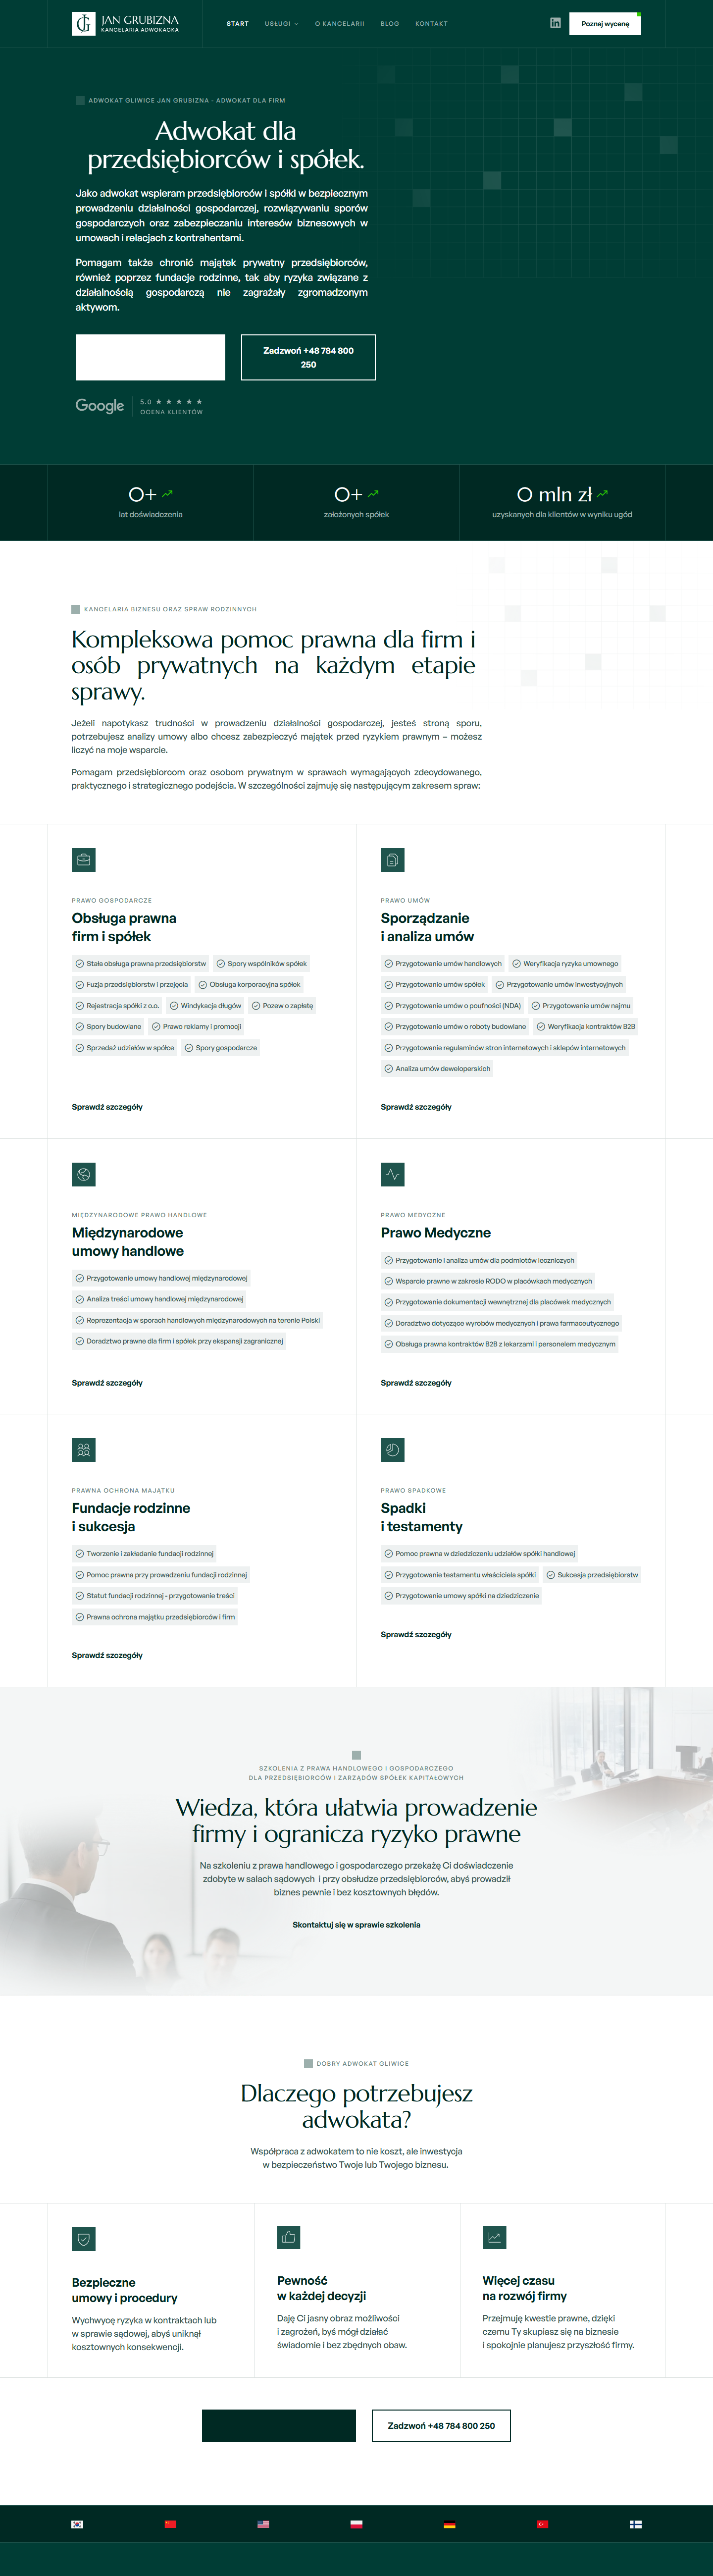 JAN GRUBIZNA
KANCELARIA ADWOKACKA
START
USŁUGI
O KANCELARII
BLOG
KONTAKT
Poznaj wycenę
ADWOKAT GLIWICE JAN GRUBIZNA - ADWOKAT DLA FIRM
Adwokat dla
przedsiębiorców i spółek.
Jako adwokat wspieram przedsiębiorców i spółki w bezpiecznym
prowadzeniu działalności gospodarczej, rozwiązywaniu sporów
gospodarczych oraz zabezpieczaniu interesów biznesowych w
umowach i relacjach z kontrahentami.
Pomagam także chronić majątek prywatny przedsiębiorców,
również poprzez fundacje rodzinne, tak aby ryzyka związane z
działalnością gospodarczą nie zagrażały zgromadzonym
aktywom.
Zadzwoń +48 784 800
250
Google
5.0 ★ ★ ★ ★ ★
OCENA KLIENTÓW
0+
lat doświadczenia
0+
założonych spółek
0 mln zł
uzyskanych dla klientów w wyniku ugód
KANCELARIA BIZNESU ORAZ SPRAW RODZINNYCH
Kompleksowa pomoc prawna dla firm i
osób prywatnych na każdym etapie
sprawy.
Jeżeli napotykasz trudności w prowadzeniu działalności gospodarczej, jesteś stroną sporu,
potrzebujesz analizy umowy albo chcesz zabezpieczyć majątek przed ryzykiem prawnym – możesz
liczyć na moje wsparcie.
Pomagam przedsiębiorcom oraz osobom prywatnym w sprawach wymagających zdecydowanego,
praktycznego i strategicznego podejścia. W szczególności zajmuję się następującym zakresem spraw:
PRAWO GOSPODARCZE
Obsługa prawna
firm i spółek
Stała obsługa prawna przedsiębiorstw
Spory wspólników spółek
Fuzja przedsiębiorstw i przejęcia
Obsługa korporacyjna spółek
Rejestracja spółki z o.o.
Windykacja długów
Pozew o zapłatę
Spory budowlane
Prawo reklamy i promocji
Sprzedaż udziałów w spółce
Spory gospodarcze
Sprawdź szczegóły
PRAWO UMÓW
Sporządzanie
i analiza umów
Przygotowanie umów handlowych
Weryfikacja ryzyka umownego
Przygotowanie umów spółek
Przygotowanie umów inwestycyjnych
Przygotowanie umów o poufności (NDA)
Przygotowanie umów najmu
Przygotowanie umów o roboty budowlane
Weryfikacja kontraktów B2B
Przygotowanie regulaminów stron internetowych i sklepów internetowych
Analiza umów deweloperskich
Sprawdź szczegóły
MIĘDZYNARODOWE PRAWO HANDLOWE
Międzynarodowe
umowy handlowe
Przygotowanie umowy handlowej międzynarodowej
Analiza treści umowy handlowej międzynarodowej
Reprezentacja w sporach handlowych międzynarodowych na terenie Polski
Doradztwo prawne dla firm i spółek przy ekspansji zagranicznej
Sprawdź szczegóły
PRAWO MEDYCZNE
Prawo Medyczne
Przygotowanie i analiza umów dla podmiotów leczniczych
Wsparcie prawne w zakresie RODO w placówkach medycznych
Przygotowanie dokumentacji wewnętrznej dla placówek medycznych
Doradztwo dotyczące wyrobów medycznych i prawa farmaceutycznego
Obsługa prawna kontraktów B2B z lekarzami i personelem medycznym
Sprawdź szczegóły
PRAWNA OCHRONA MAJĄTKU
Fundacje rodzinne
i sukcesja
Tworzenie i zakładanie fundacji rodzinnej
Pomoc prawna przy prowadzeniu fundacji rodzinnej
Statut fundacji rodzinnej - przygotowanie treści
Prawna ochrona majątku przedsiębiorców i firm
Sprawdź szczegóły
PRAWO SPADKOWE
Spadki
i testamenty
Pomoc prawna w dziedziczeniu udziałów spółki handlowej
Przygotowanie testamentu właściciela spółki
Sukcesja przedsiębiorstw
Przygotowanie umowy spółki na dziedziczenie
Sprawdź szczegóły
SZKOLENIA Z PRAWA HANDLOWEGO I GOSPODARCZEGO
DLA PRZEDSIĘBIORCÓW I ZARZĄDÓW SPÓŁEK KAPITAŁOWYCH
Wiedza, która ułatwia prowadzenie
firmy i ogranicza ryzyko prawne
Na szkoleniu z prawa handlowego i gospodarczego przekażę Ci doświadczenie
zdobyte w salach sądowych i przy obsłudze przedsiębiorców, abyś prowadził
biznes pewnie i bez kosztownych błędów.
Skontaktuj się w sprawie szkolenia
DOBRY ADWOKAT GLIWICE
Dlaczego potrzebujesz
adwokata?
Współpraca z adwokatem to nie koszt, ale inwestycja
w bezpieczeństwo Twoje lub Twojego biznesu.
Bezpieczne
umowy i procedury
Wychwycę ryzyka w kontraktach lub
w sprawie sądowej, abyś uniknął
kosztownych konsekwencji.
Pewność
w każdej decyzji
Daję Ci jasny obraz możliwości
i zagrożeń, byś mógł działać
świadomie i bez zbędnych obaw.
Więcej czasu
na rozwój firmy
Przejmuję kwestie prawne, dzięki
czemu Ty skupiasz się na biznesie
i spokojnie planujesz przyszłość firmy.
Zadzwoń +48 784 800 250